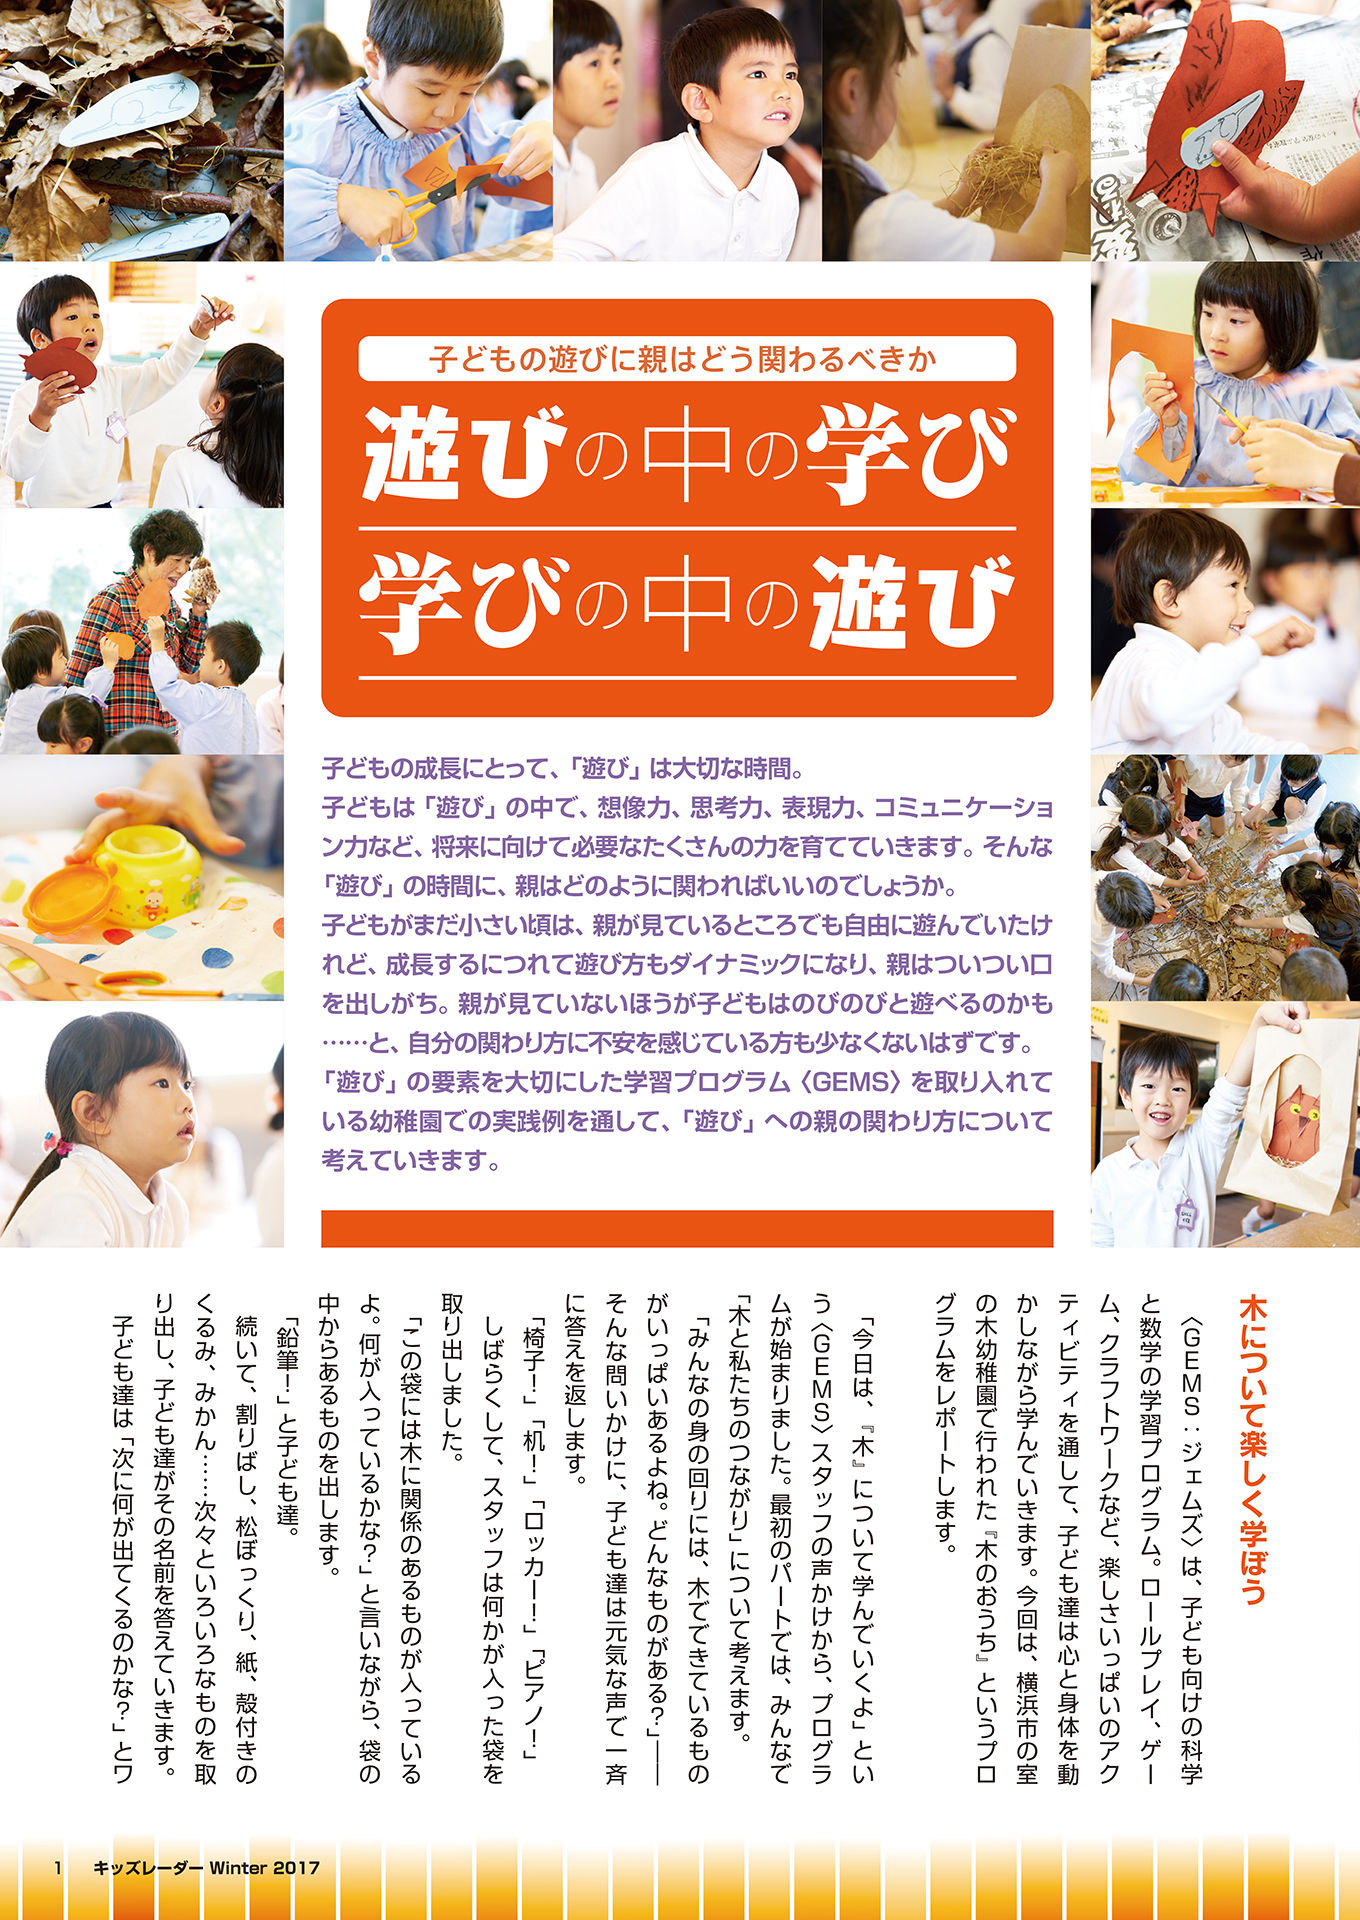 子どもの遊びに親はどう関わるべきか
遊びの中の学び
学びの中の遊び
子どもの成長にとって、「遊び」は大切な時間。
子どもは「遊び」の中で、想像力、思考力、表現力、コミュニケーショ
ン力など、将来に向けて必要なたくさんの力を育てていきます。そんな
「遊び」の時間に、親はどのように関わればいいのでしょうか。
子どもがまだ小さい頃は、親が見ているところでも自由に遊んでいたけ
れど、成長するにつれて遊び方もダイナミックになり、親はついつい口
を出しがち。親が見ていないほうが子どもはのびのびと遊べるのかも
……と、自分の関わり方に不安を感じている方も少なくないはずです。
「遊び」の要素を大切にした学習プログラム〈GEMS〉を取り入れて
いる幼稚園での実践例を通して、「遊び」への親の関わり方について
考えていきます。
木について楽しく学ぼう
〈GEMS：ジェムズ〉は、子ども向けの科学
と数学の学習プログラム。ロールプレイ、ゲー
ム、クラフトワークなど、楽しさいっぱいのアク
ティビティを通して、子ども達は心と身体を動
かしながら学んでいきます。今回は、横浜市の室
の木幼稚園で行われた『木のおうち』というプロ
グラムをレポートします。
「今日は、『木』について学んでいくよ」とい
う〈GEMS〉スタッフの声かけから、プログラ
ムが始まりました。最初のパートでは、みんなで
「木と私たちのつながり」について考えます。
「みんなの身の回りには、木でできているもの
がいっぱいあるよね。どんなものがある？」――
そんな問いかけに、子ども達は元気な声で一斉
に答えを返します。
「椅子！」「机！」「ロッカー！」「ピアノ！」
しばらくして、スタッフは何かが入った袋を
取り出しました。
「この袋には木に関係のあるものが入っている
よ。何が入っているかな？」と言いながら、袋の
中からあるものを出します。
「鉛筆！」と子ども達。
続いて、割りばし、松ぼっくり、紙、殻付きの
くるみ、みかん……次々といろいろなものを取
り出し、子ども達がその名前を答えていきます。
子ども達は「次に何が出てくるのかな？」とワ
1 キッズレーダー Winter 2017